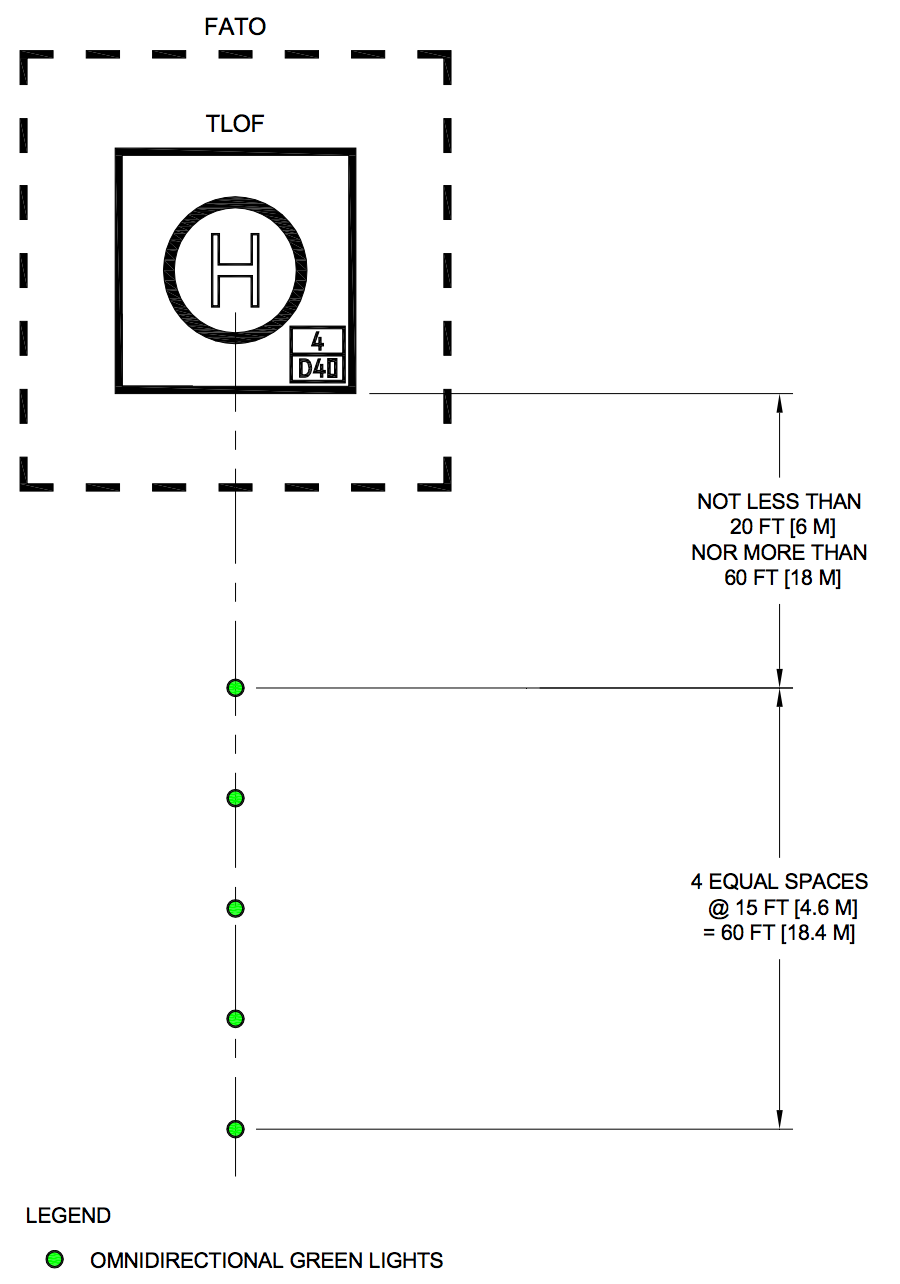 FATO
TLOF
H
4
D40
NOT LESS THAN
20 FT [6 M]
NOR MORE THAN
60 FT [18 M]
4 EQUAL SPACES
@ 15 FT [4.6 M]
= 60 FT [18.4 M]
LEGEND
OMNIDIRECTIONAL GREEN LIGHTS